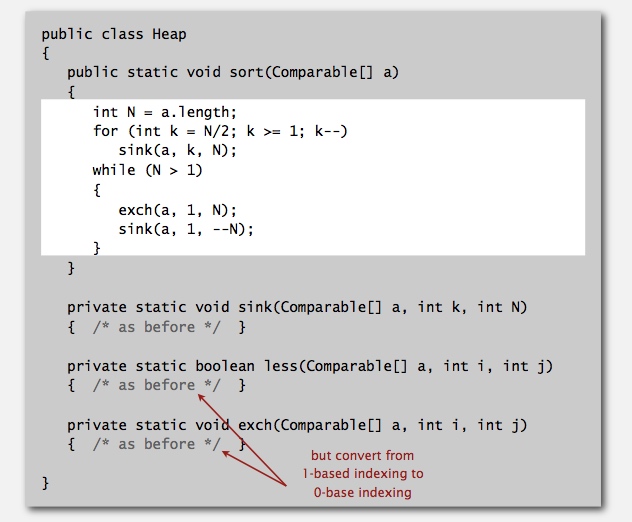 public class Heap
{
public static void sort(Comparable[] a)
{
int N = a.length;
for (int k = N/2; k >= 1; k--)
sink(a, k, N);
while (N > 1)
{
exch(a, 1, N);
sink(a, 1, --N);
}
}
private static void sink(Comparable[] a, int k, int N)
{ /* as before */ }
private static boolean less(Comparable[] a, int i, int j)
{ /* as before */ }
private static void exch(Comparable[] a, int i, int j)
{ /* as before */ }
but convert from
1-based indexing to
0-base indexing
}